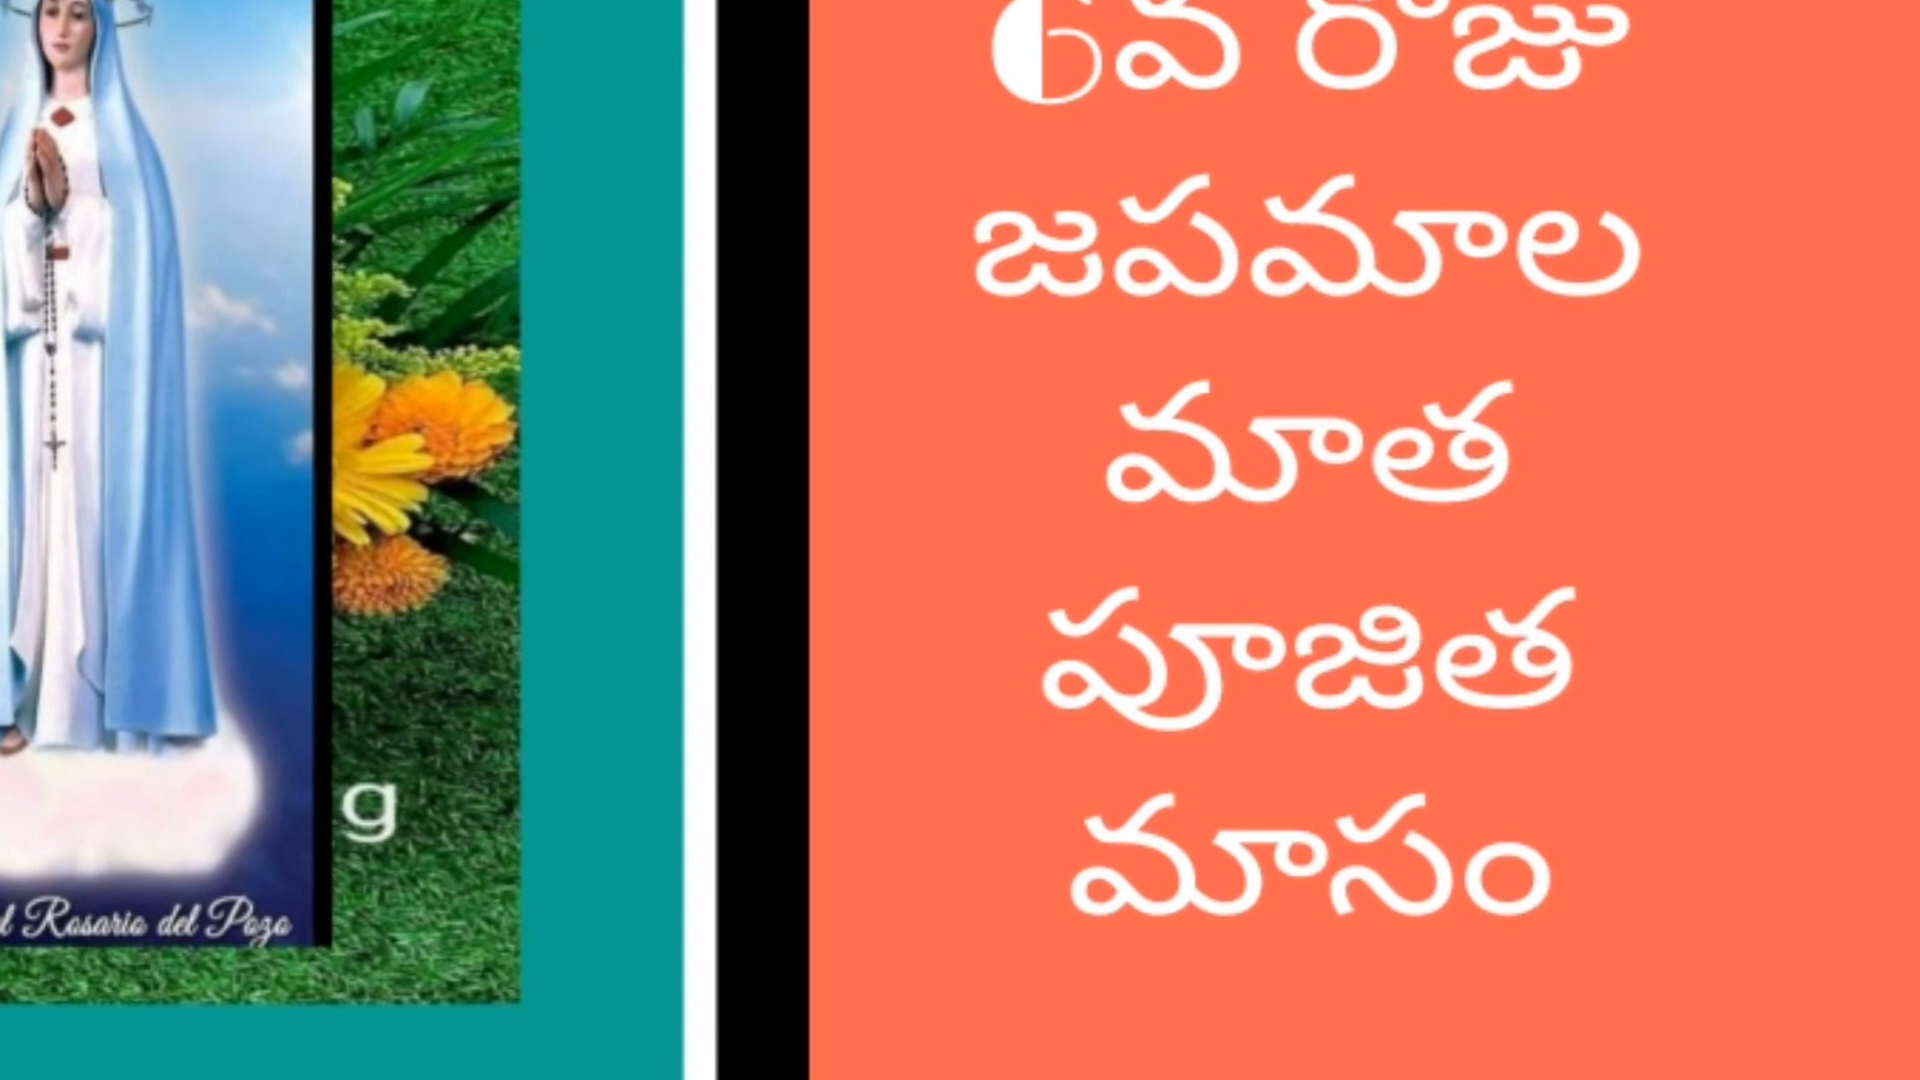 6వ రోజు
జపమాల
మాత
పూజిత
మాసం
g
Rosario del Pozo